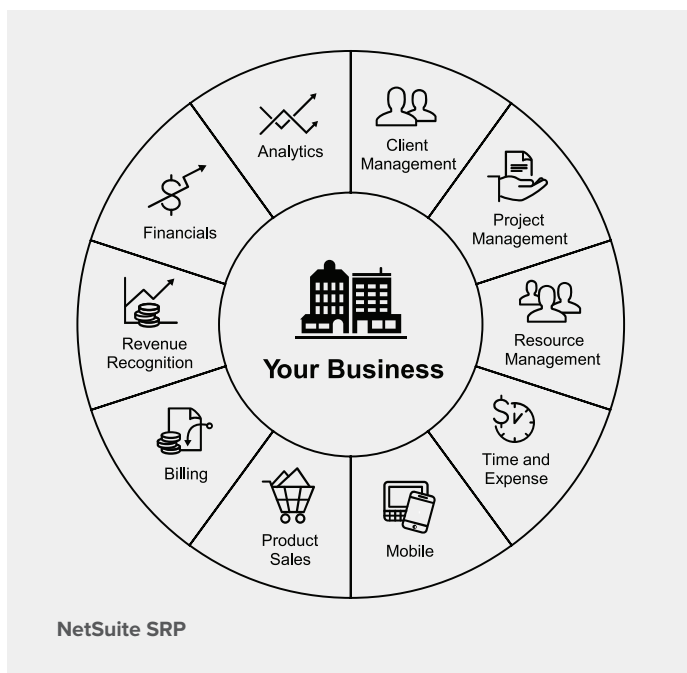 Client
Management
Project
Management
Resource
Management
Time and
Expense
Mobile
Product
Sales
Billing
Revenue
Recognition
Financials
Analytics
Your Business
NetSuite SRP